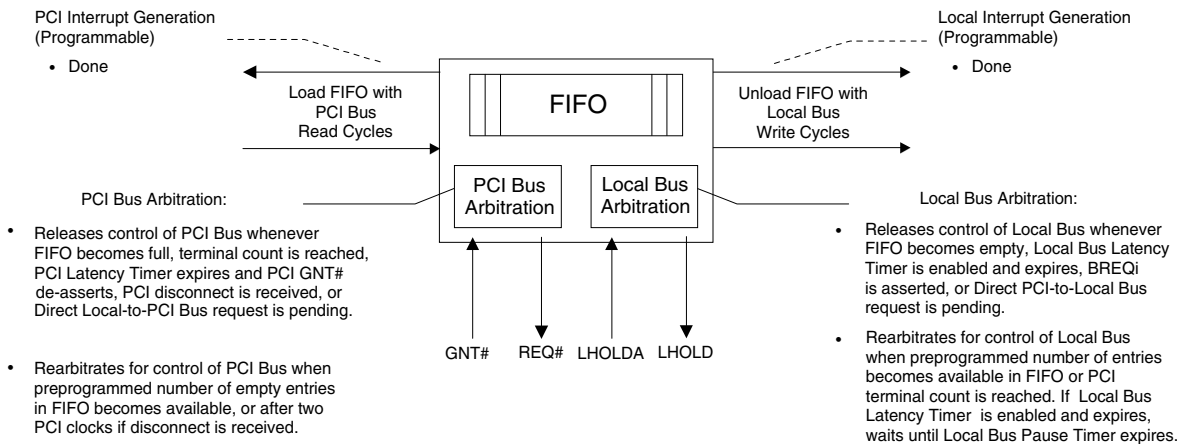 PCI Interrupt Generation
(Programmable)
• Done
Local Interrupt Generation
(Programmable)
• Done
Load FIFO with
PCI Bus
Read Cycles
FIFO
Unload FIFO with
Local Bus
Write Cycles
PCI Bus
Arbitration
Local Bus
Arbitration
PCI Bus Arbitration:
• Releases control of PCI Bus whenever
FIFO becomes full, terminal count is reached,
PCI Latency Timer expires and PCI GNT#
de-asserts, PCI disconnect is received, or
Direct Local-to-PCI Bus request is pending.
• Rearbitrates for control of PCI Bus when
preprogrammed number of empty entries
in FIFO becomes available, or after two
PCI clocks if disconnect is received.
GNT# REQ# LHOLDA LHOLD
Local Bus Arbitration:
• Releases control of Local Bus whenever
FIFO becomes empty, Local Bus Latency
Timer is enabled and expires, BREQi
is asserted, or Direct PCI-to-Local Bus
request is pending.
• Rearbitrates for control of Local Bus
when preprogrammed number of entries
becomes available in FIFO or PCI
terminal count is reached. If Local Bus
Latency Timer is enabled and expires,
waits until Local Bus Pause Timer expires.